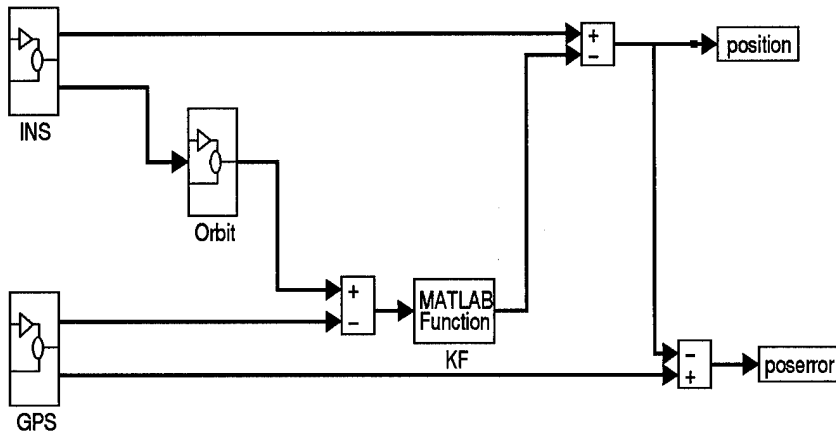 +
−
position
INS
Orbit
+
−
MATLAB
Function
KF
−
+
poserror
GPS